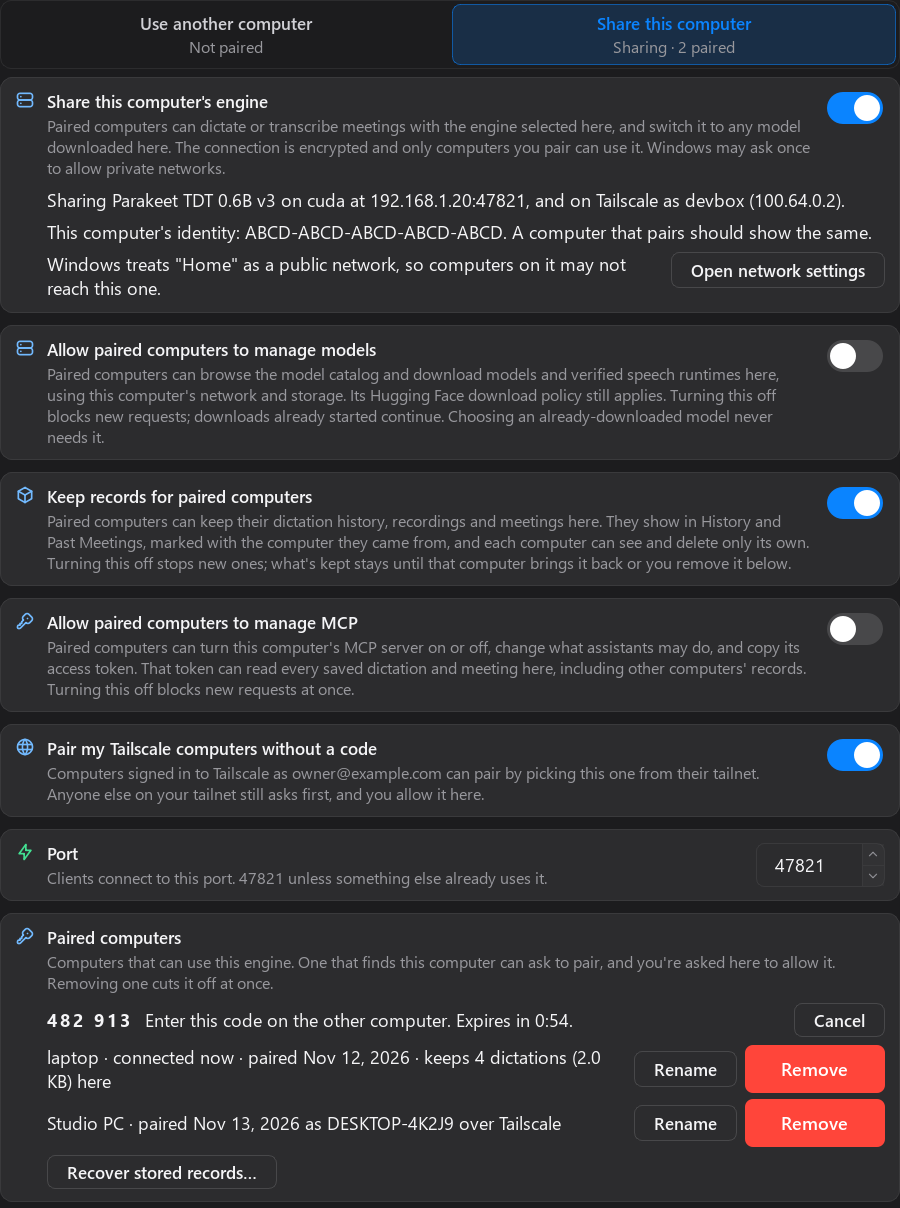 Use another computer
Not paired
Share this computer
Sharing · 2 paired
Share this computer's engine
Paired computers can dictate or transcribe meetings with the engine selected here, and switch it to any model
downloaded here. The connection is encrypted and only computers you pair can use it. Windows may ask once
to allow private networks.
Sharing Parakeet TDT 0.6B v3 on cuda at 192.168.1.20:47821, and on Tailscale as devbox (100.64.0.2).
This computer's identity: ABCD-ABCD-ABCD-ABCD-ABCD. A computer that pairs should show the same.
Windows treats "Home" as a public network, so computers on it may not
reach this one.
Open network settings
Allow paired computers to manage models
Paired computers can browse the model catalog and download models and verified speech runtimes here,
using this computer's network and storage. Its Hugging Face download policy still applies. Turning this off
blocks new requests; downloads already started continue. Choosing an already-downloaded model never
needs it.
Keep records for paired computers
Paired computers can keep their dictation history, recordings and meetings here. They show in History and
Past Meetings, marked with the computer they came from, and each computer can see and delete only its own.
Turning this off stops new ones; what's kept stays until that computer brings it back or you remove it below.
Allow paired computers to manage MCP
Paired computers can turn this computer's MCP server on or off, change what assistants may do, and copy its
access token. That token can read every saved dictation and meeting here, including other computers' records.
Turning this off blocks new requests at once.
Pair my Tailscale computers without a code
Computers signed in to Tailscale as owner@example.com can pair by picking this one from their tailnet.
Anyone else on your tailnet still asks first, and you allow it here.
Port
Clients connect to this port. 47821 unless something else already uses it.
47821
Paired computers
Computers that can use this engine. One that finds this computer can ask to pair, and you're asked here to allow it.
Removing one cuts it off at once.
482 913 Enter this code on the other computer. Expires in 0:54.
Cancel
laptop · connected now · paired Nov 12, 2026 · keeps 4 dictations (2.0
KB) here
Rename
Remove
Studio PC · paired Nov 13, 2026 as DESKTOP-4K2J9 over Tailscale
Rename
Remove
Recover stored records...